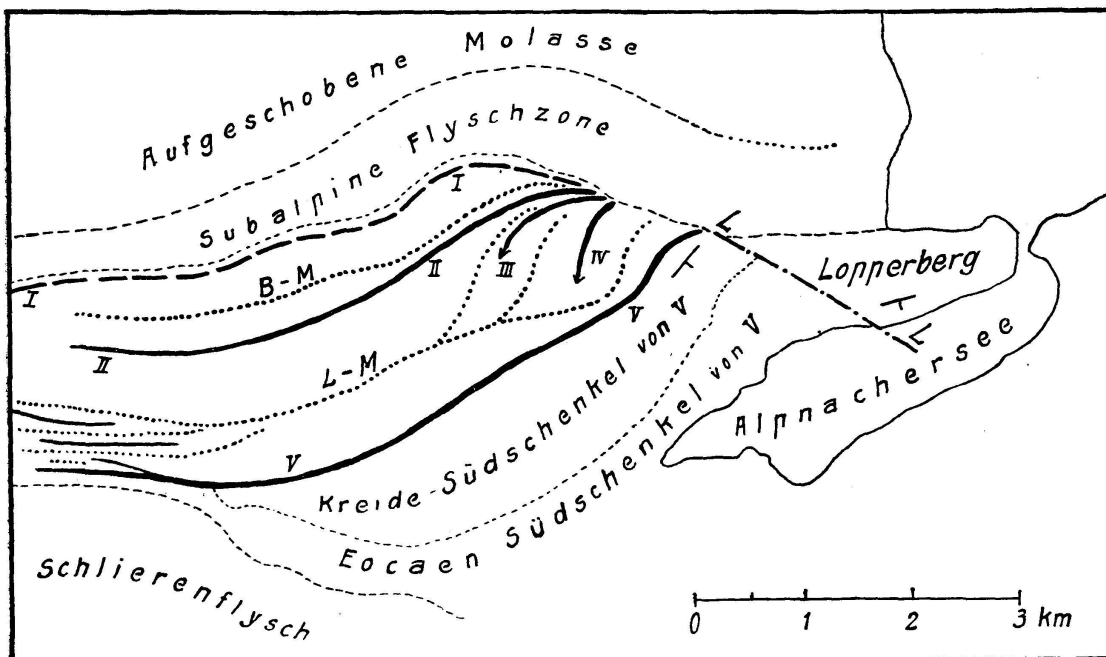 Aufgeschobene Molasse
Subalpine Flyschzone
I
I
B-M
II
II
III
IV
L-M
V
V
L
L
Lopperberg
Alpnachersee
Kreide-Südschenkel von V
Eocaen Südschenkel von V
Schlierenflysch
0 1 2 3 km